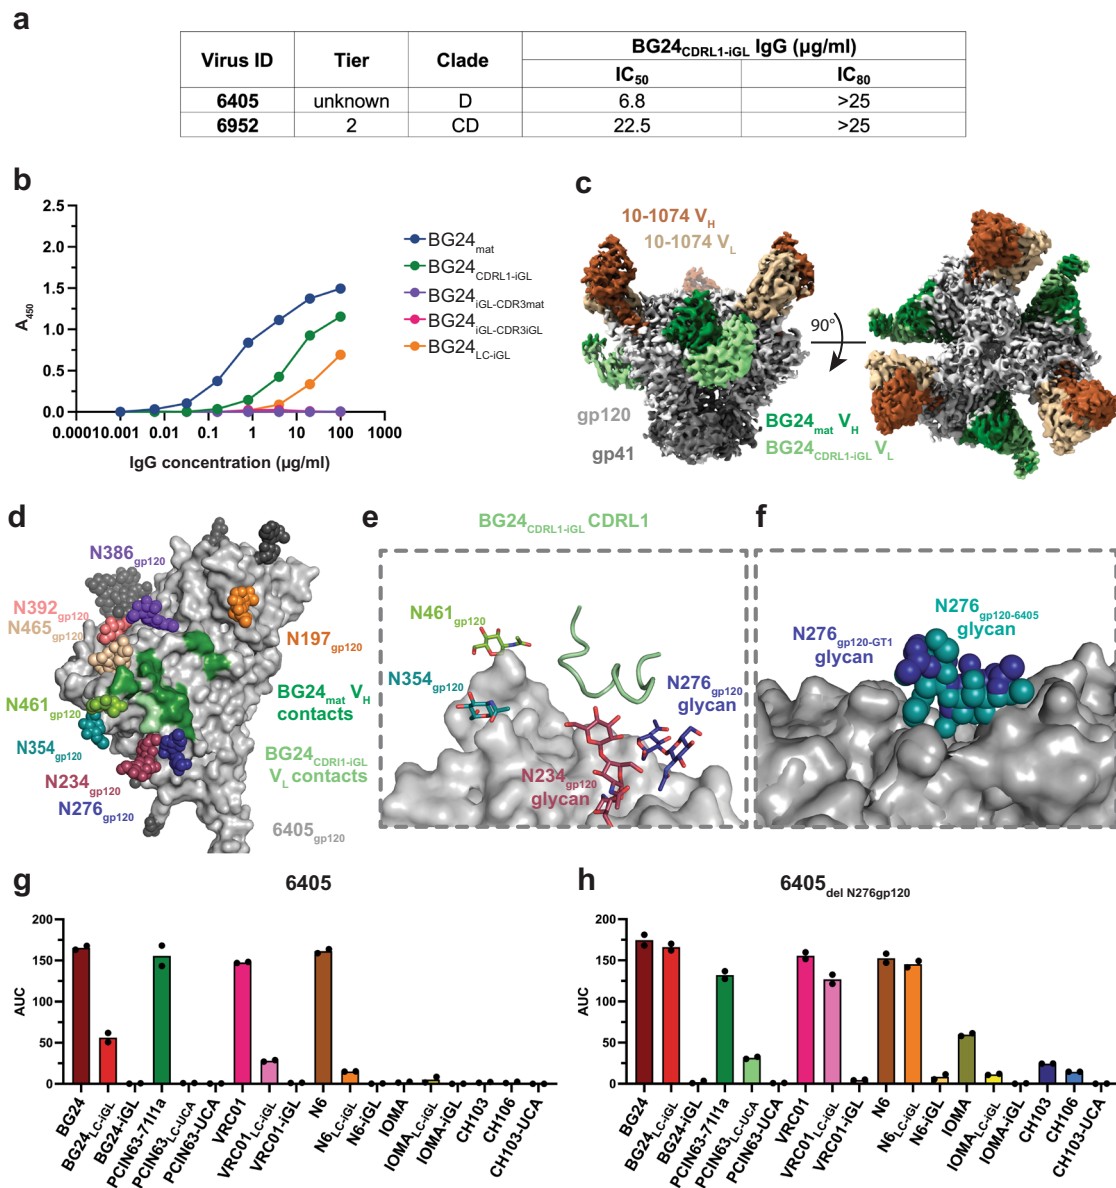 a
Virus ID Tier Clade BG24CDRL1-iGL IgG (µg/ml)
IC50 IC80
6405 unknown D 6.8 >25
6952 2 CD 22.5 >25
b
2.5
2.0
1.5
1.0
0.5
0.0
A450
0.0001 0.001 0.01 0.1 1 10 100 1000
IgG concentration (µg/ml)
BG24mat
BG24CDRL1-iGL
BG24iGL-CDR3mat
BG24iGL-CDR3iGL
BG24LC-iGL
c
10-1074 VH
10-1074 VL
90°
gp120
gp41
BG24mat VH
BG24CDRL1-iGL VL
d
N386gp120
N392gp120
N465gp120
N197gp120
N461gp120
BG24mat VH
contacts
N354gp120
N234gp120
BG24CDRl1-iGL
VL contacts
N276gp120
6405gp120
e
BG24CDRL1-iGL CDRL1
N461gp120
N354gp120
N276gp120
glycan
N234gp120
glycan
f
N276gp120-6405
glycan
N276gp120-GT1
glycan
g
6405
200
150
100
50
0
AUC
BG24
BG24LC-iGL
BG24-iGL
PCIN63-71I1a
PCIN63LC-UCA
PCIN63-UCA
VRC01
VRC01LC-iGL
VRC01-iGL
N6
N6LC-iGL
N6-iGL
IOMA
IOMALC-iGL
IOMA-iGL
CH103
CH106
CH103-UCA
h
6405del N276gp120
200
150
100
50
0
AUC
BG24
BG24LC-iGL
BG24-iGL
PCIN63-71I1a
PCIN63LC-UCA
PCIN63-UCA
VRC01
VRC01LC-iGL
VRC01-iGL
N6
N6LC-iGL
N6-iGL
IOMA
IOMALC-iGL
IOMA-iGL
CH103
CH106
CH103-UCA